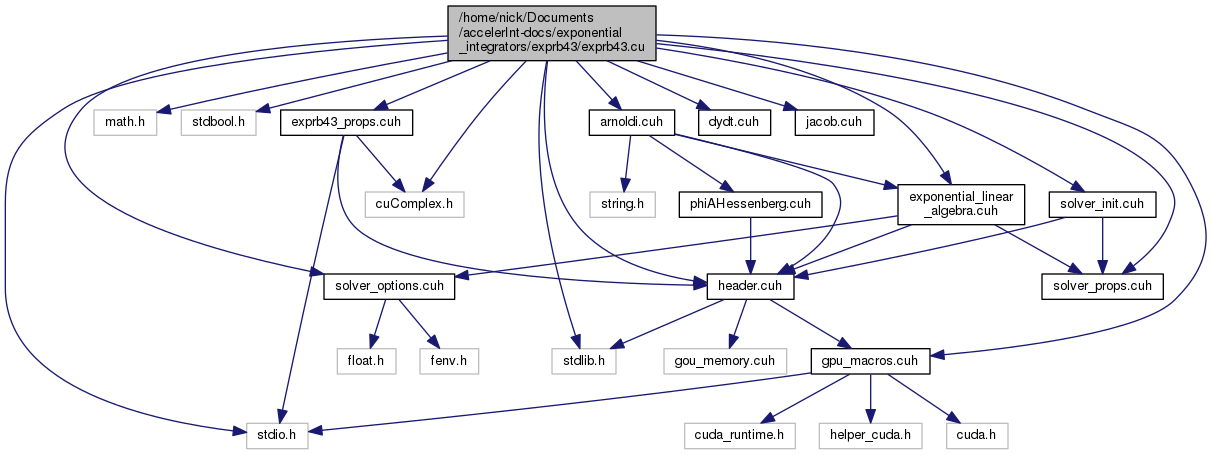 /home/nick/Documents
/accelerInt-docs/exponential
_integrators/exprb43/exprb43.cu
math.h
stdbool.h
exprb43_props.cuh
arnoldi.cuh
dydt.cuh
jacob.cuh
cuComplex.h
string.h
phiAHessenberg.cuh
exponential_linear
_algebra.cuh
solver_init.cuh
solver_options.cuh
header.cuh
solver_props.cuh
float.h
fenv.h
stdlib.h
gou_memory.cuh
gpu_macros.cuh
stdio.h
cuda_runtime.h
helper_cuda.h
cuda.h